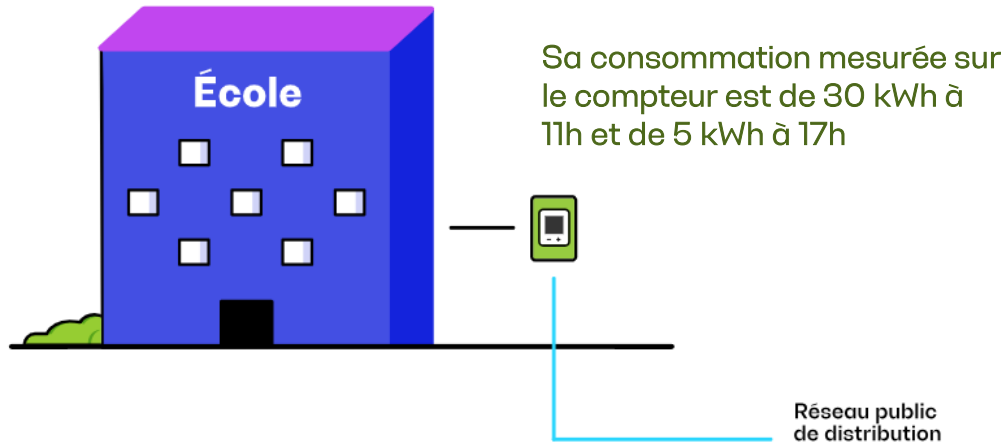 École
Sa consommation mesurée sur
le compteur est de 30 kWh à
11h et de 5 kWh à 17h
Réseau public
de distribution